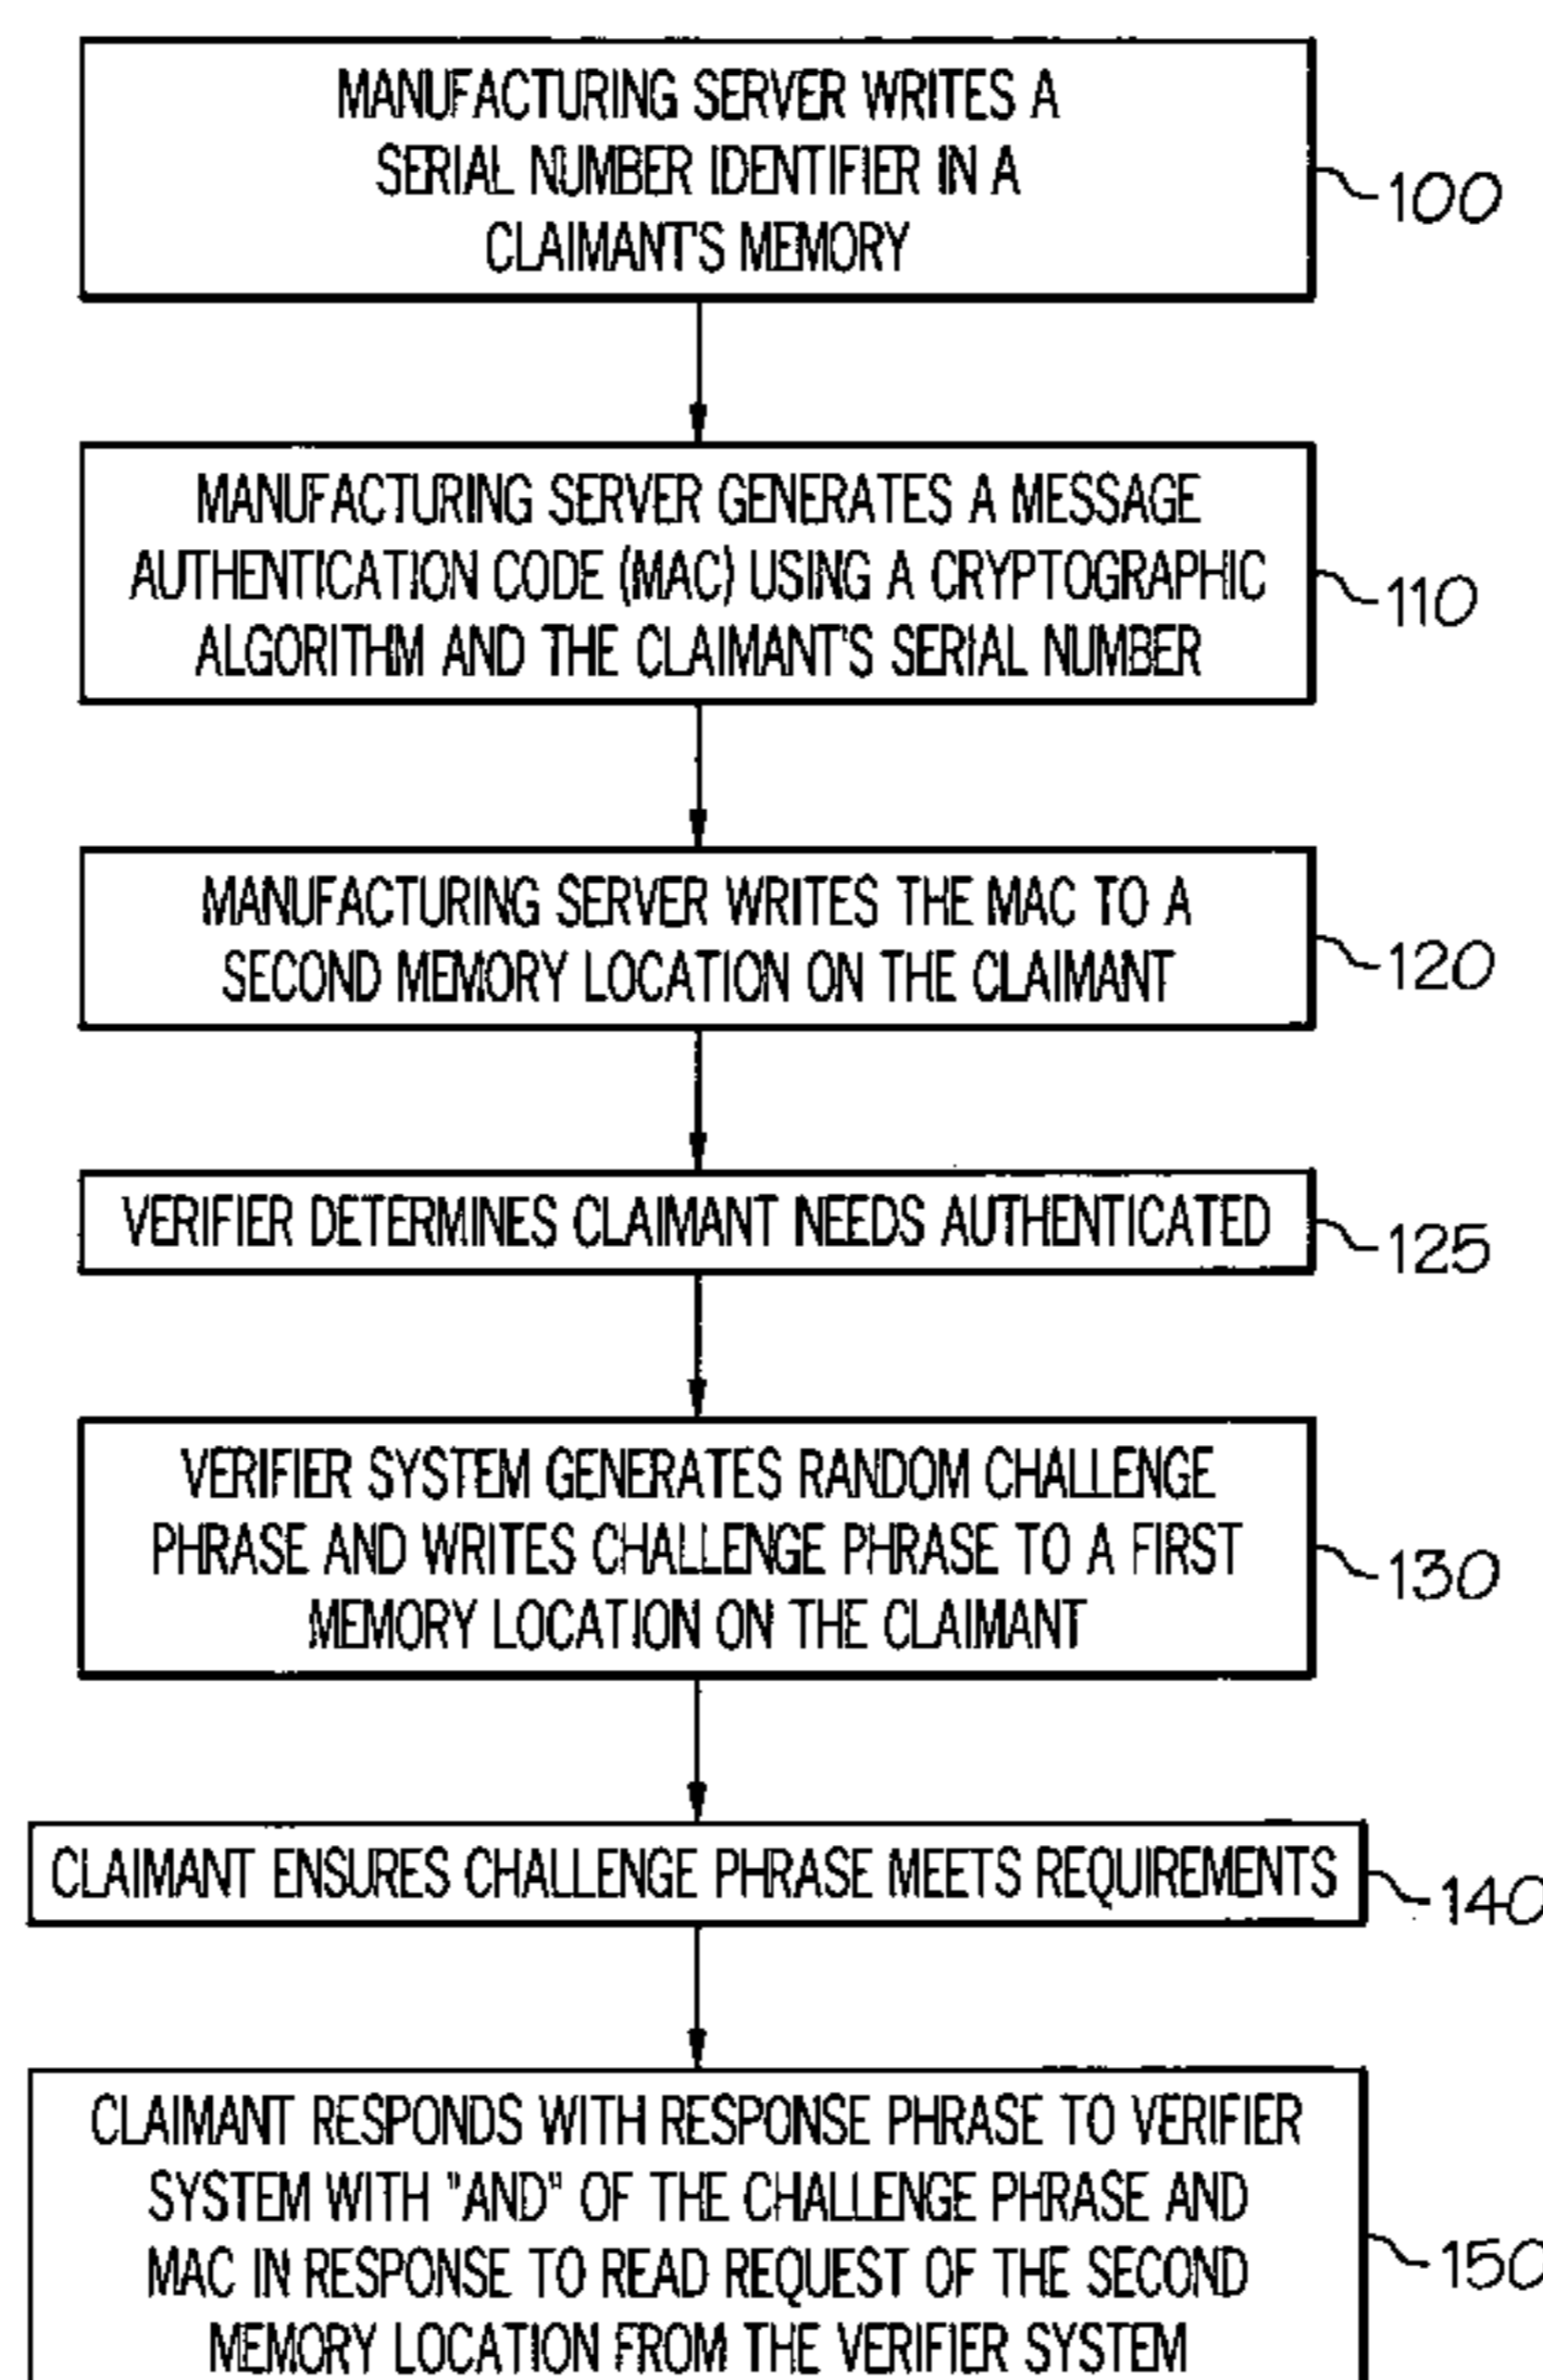 MANUFACTURING SERVER WRITES A
SERIAL NUMBER IDENTIFIER IN A
CLAIMANT'S MEMORY
100
MANUFACTURING SERVER GENERATES A MESSAGE
AUTHENTICATION CODE (MAC) USING A CRYPTOGRAPHIC
ALGORITHM AND THE CLAIMANT'S SERIAL NUMBER
110
MANUFACTURING SERVER WRITES THE MAC TO A
SECOND MEMORY LOCATION ON THE CLAIMANT
120
VERIFIER DETERMINES CLAIMANT NEEDS AUTHENTICATED
125
VERIFIER SYSTEM GENERATES RANDOM CHALLENGE
PHRASE AND WRITES CHALLENGE PHRASE TO A FIRST
MEMORY LOCATION ON THE CLAIMANT
130
CLAIMANT ENSURES CHALLENGE PHRASE MEETS REQUIREMENTS
140
CLAIMANT RESPONDS WITH RESPONSE PHRASE TO VERIFIER
SYSTEM WITH "AND" OF THE CHALLENGE PHRASE AND
MAC IN RESPONSE TO READ REQUEST OF THE SECOND
MEMORY LOCATION FROM THE VERIFIER SYSTEM
150